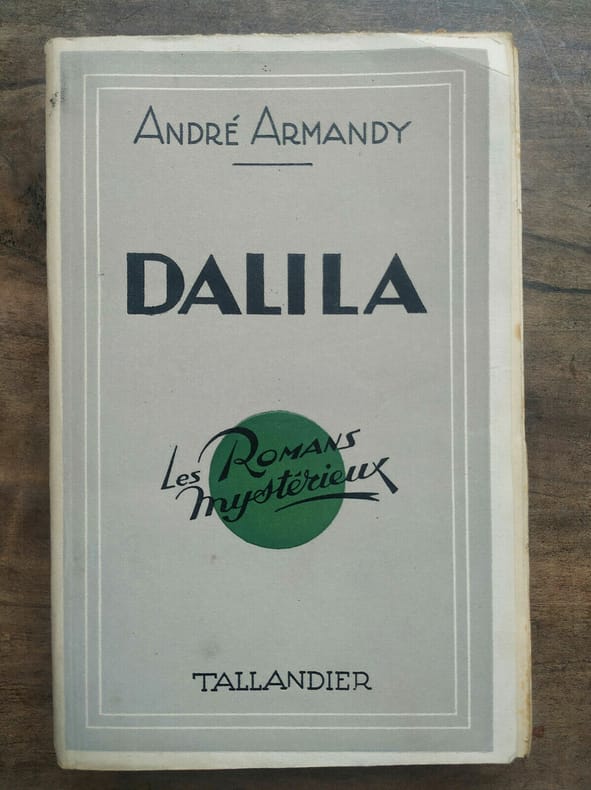 ANDRÉ ARMANDY
DALILA
Les ROMANS
mystérieux
TALLANDIER